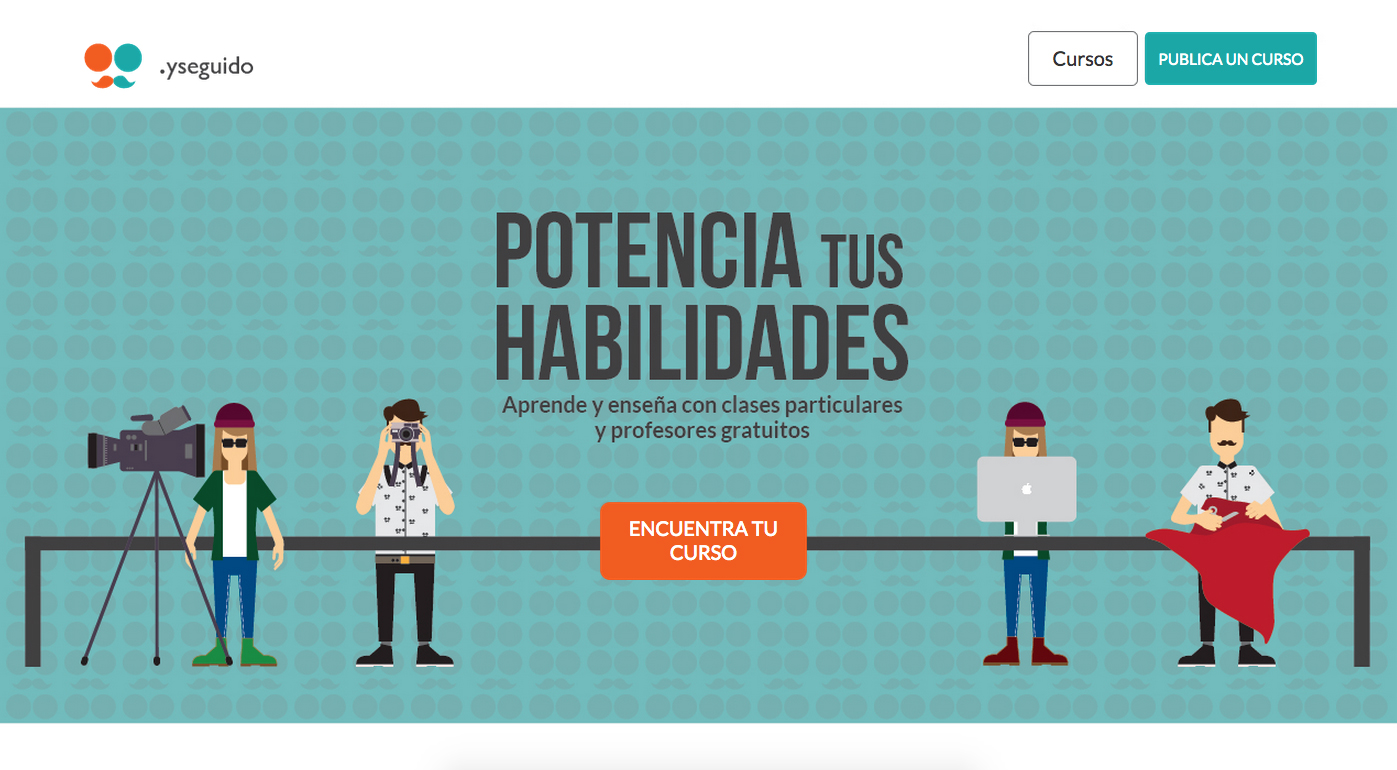 .yseguido
Cursos
PUBLICA UN CURSO
POTENCIA TUS
HABILIDADES
Aprende y enseña con clases particulares
y profesores gratuitos
ENCUENTRA TU
CURSO